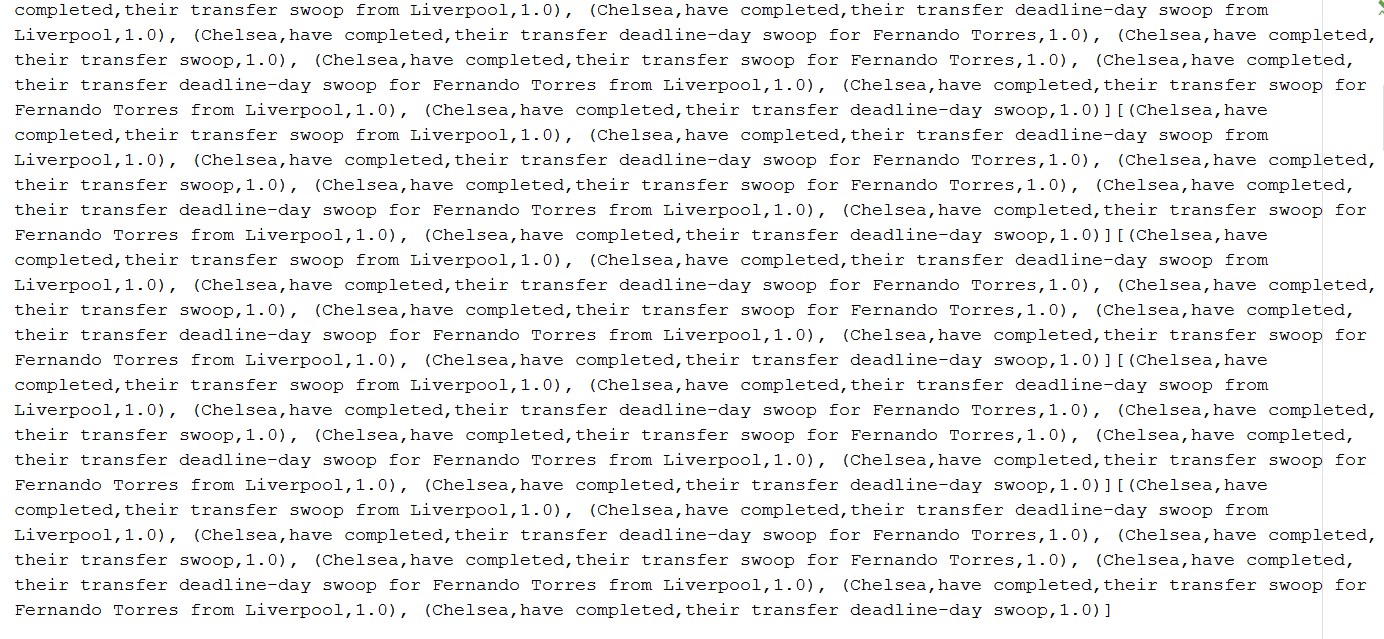 completed,their transfer swoop from Liverpool,1.0), (Chelsea,have completed,their transfer deadline-day swoop from
Liverpool,1.0), (Chelsea,have completed,their transfer deadline-day swoop for Fernando Torres,1.0), (Chelsea,have completed,
their transfer swoop,1.0), (Chelsea,have completed,their transfer swoop for Fernando Torres,1.0), (Chelsea,have completed,
their transfer deadline-day swoop for Fernando Torres from Liverpool,1.0), (Chelsea,have completed,their transfer swoop for
Fernando Torres from Liverpool,1.0), (Chelsea,have completed,their transfer deadline-day swoop,1.0)][(Chelsea,have
completed,their transfer swoop from Liverpool,1.0), (Chelsea,have completed,their transfer deadline-day swoop from
Liverpool,1.0), (Chelsea,have completed,their transfer deadline-day swoop for Fernando Torres,1.0), (Chelsea,have completed,
their transfer swoop,1.0), (Chelsea,have completed,their transfer swoop for Fernando Torres,1.0), (Chelsea,have completed,
their transfer deadline-day swoop for Fernando Torres from Liverpool,1.0), (Chelsea,have completed,their transfer swoop for
Fernando Torres from Liverpool,1.0), (Chelsea,have completed,their transfer deadline-day swoop,1.0)][(Chelsea,have
completed,their transfer swoop from Liverpool,1.0), (Chelsea,have completed,their transfer deadline-day swoop from
Liverpool,1.0), (Chelsea,have completed,their transfer deadline-day swoop for Fernando Torres,1.0), (Chelsea,have completed,
their transfer swoop,1.0), (Chelsea,have completed,their transfer swoop for Fernando Torres,1.0), (Chelsea,have completed,
their transfer deadline-day swoop for Fernando Torres from Liverpool,1.0), (Chelsea,have completed,their transfer swoop for
Fernando Torres from Liverpool,1.0), (Chelsea,have completed,their transfer deadline-day swoop,1.0)][(Chelsea,have
completed,their transfer swoop from Liverpool,1.0), (Chelsea,have completed,their transfer deadline-day swoop from
Liverpool,1.0), (Chelsea,have completed,their transfer deadline-day swoop for Fernando Torres,1.0), (Chelsea,have completed,
their transfer swoop,1.0), (Chelsea,have completed,their transfer swoop for Fernando Torres,1.0), (Chelsea,have completed,
their transfer deadline-day swoop for Fernando Torres from Liverpool,1.0), (Chelsea,have completed,their transfer swoop for
Fernando Torres from Liverpool,1.0), (Chelsea,have completed,their transfer deadline-day swoop,1.0)][(Chelsea,have
completed,their transfer swoop from Liverpool,1.0), (Chelsea,have completed,their transfer deadline-day swoop from
Liverpool,1.0), (Chelsea,have completed,their transfer deadline-day swoop for Fernando Torres,1.0), (Chelsea,have completed,
their transfer swoop,1.0), (Chelsea,have completed,their transfer swoop for Fernando Torres,1.0), (Chelsea,have completed,
their transfer deadline-day swoop for Fernando Torres from Liverpool,1.0), (Chelsea,have completed,their transfer swoop for
Fernando Torres from Liverpool,1.0), (Chelsea,have completed,their transfer deadline-day swoop,1.0)]